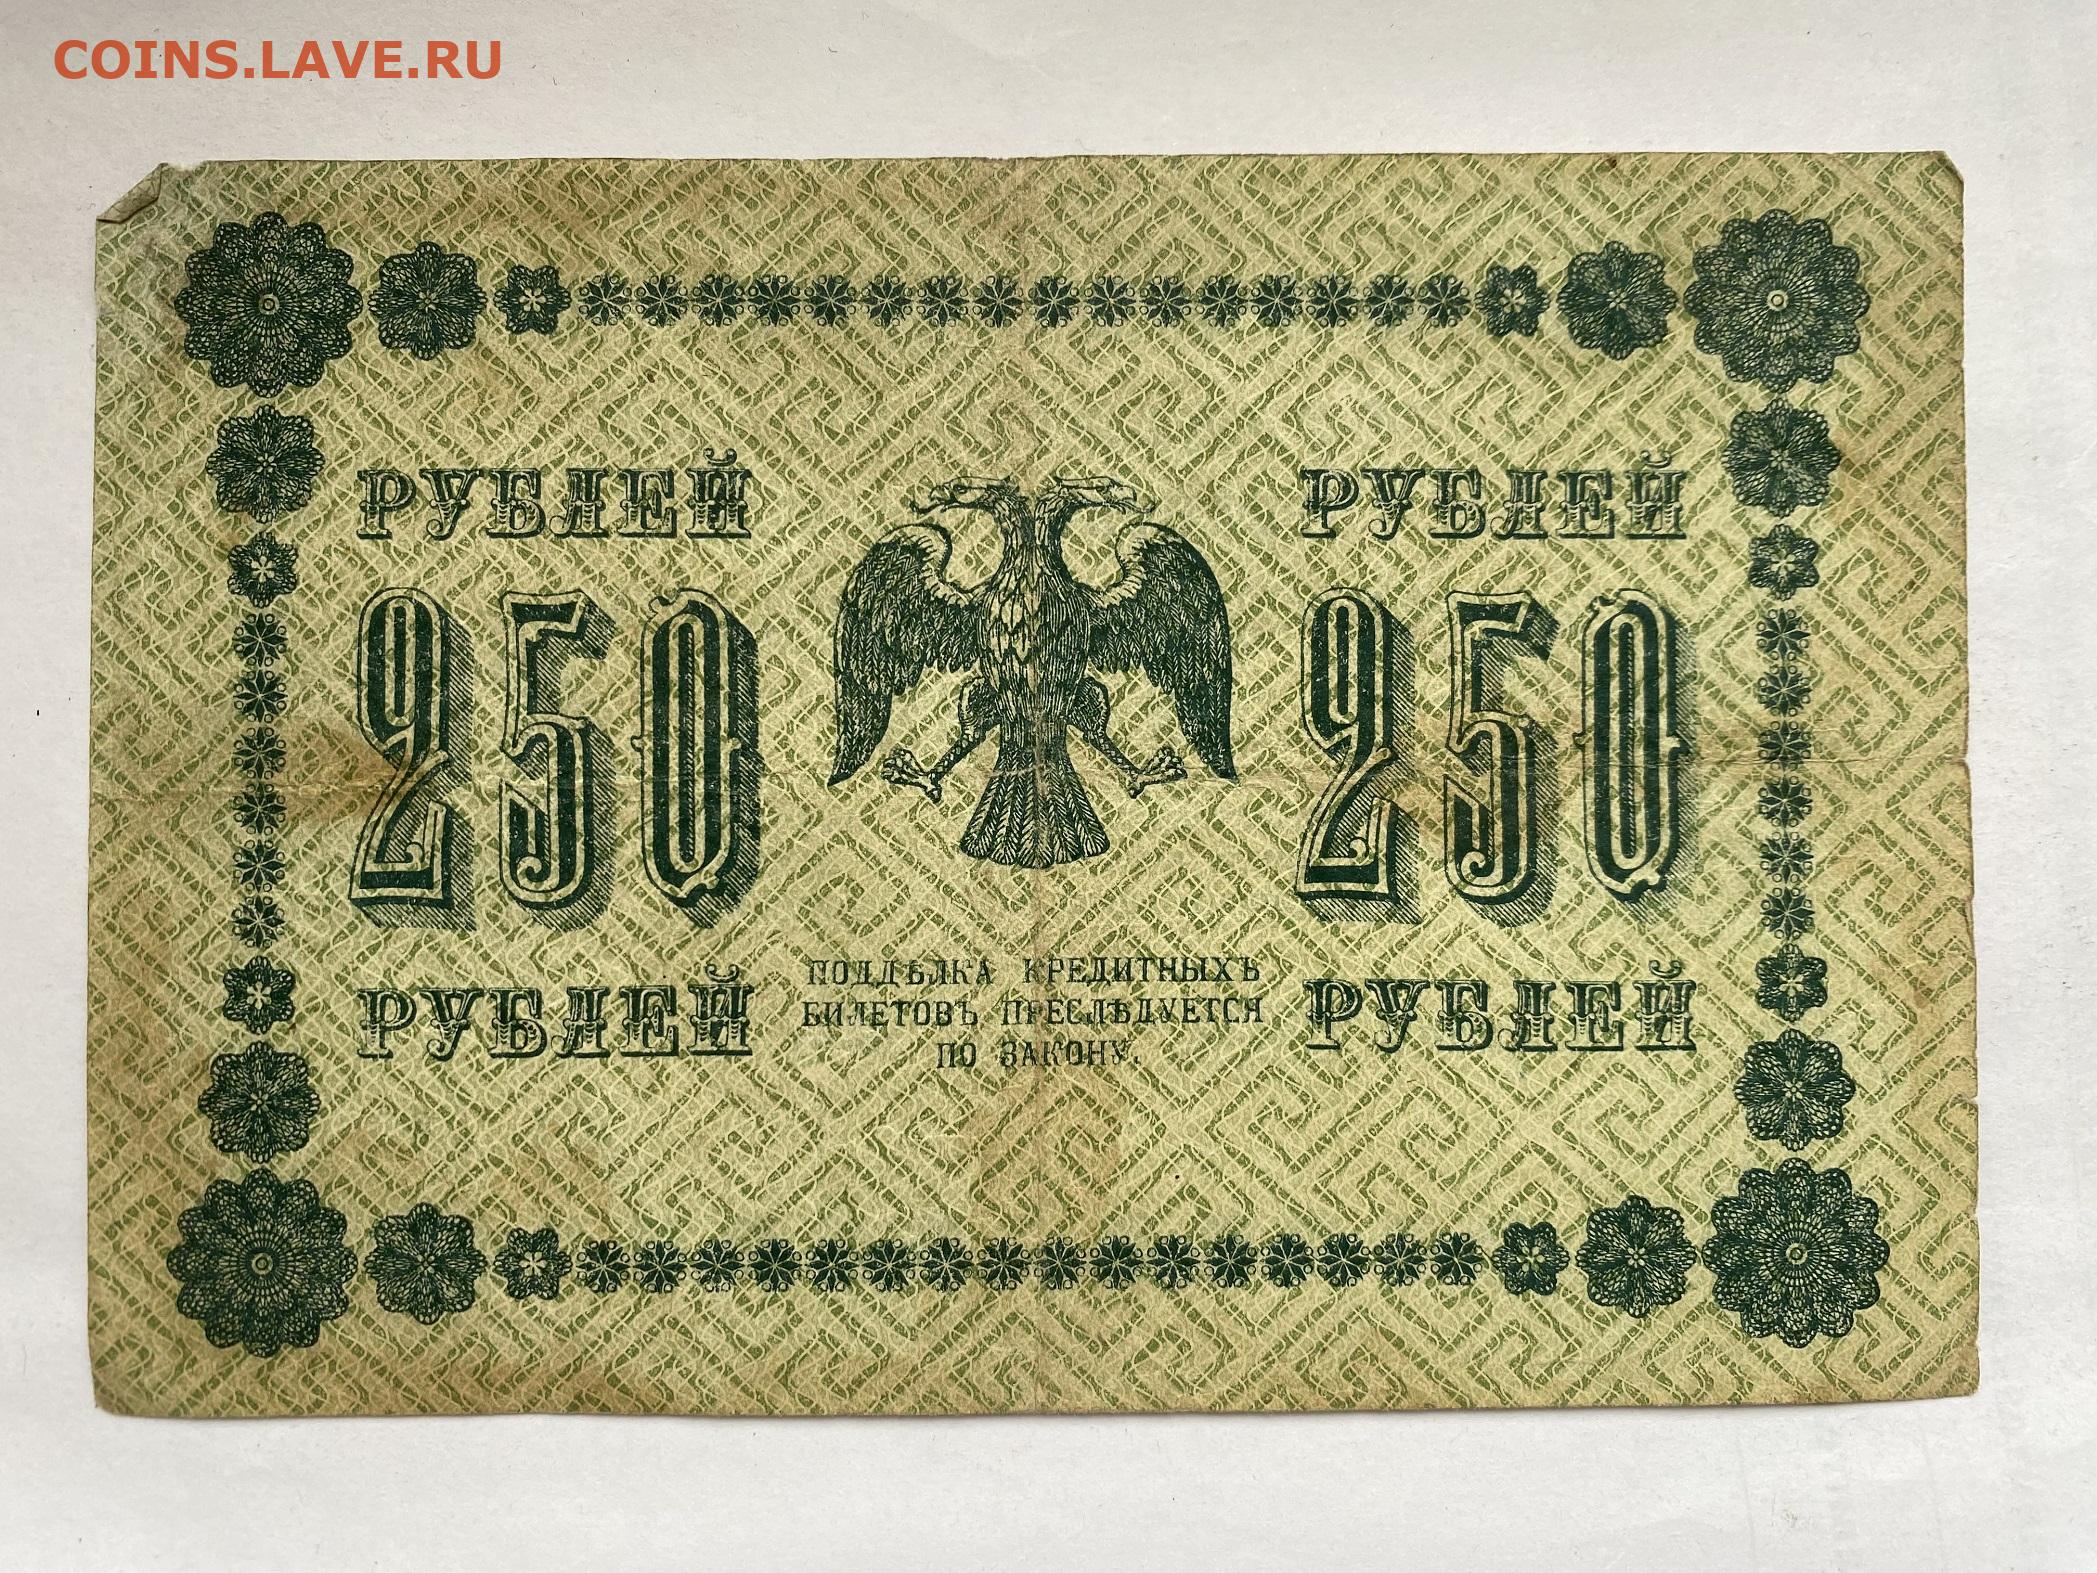 COINS.LAVE.RU
РУБЛЕЙ
РУБЛЕЙ
250
250
РУБЛЕЙ
РУБЛЕЙ
ПОДДѢЛКА КРЕДИТНЫХЪ
БИЛЕТОВЪ ПРЕСЛѢДУЕТСЯ
ПО ЗАКОНУ.